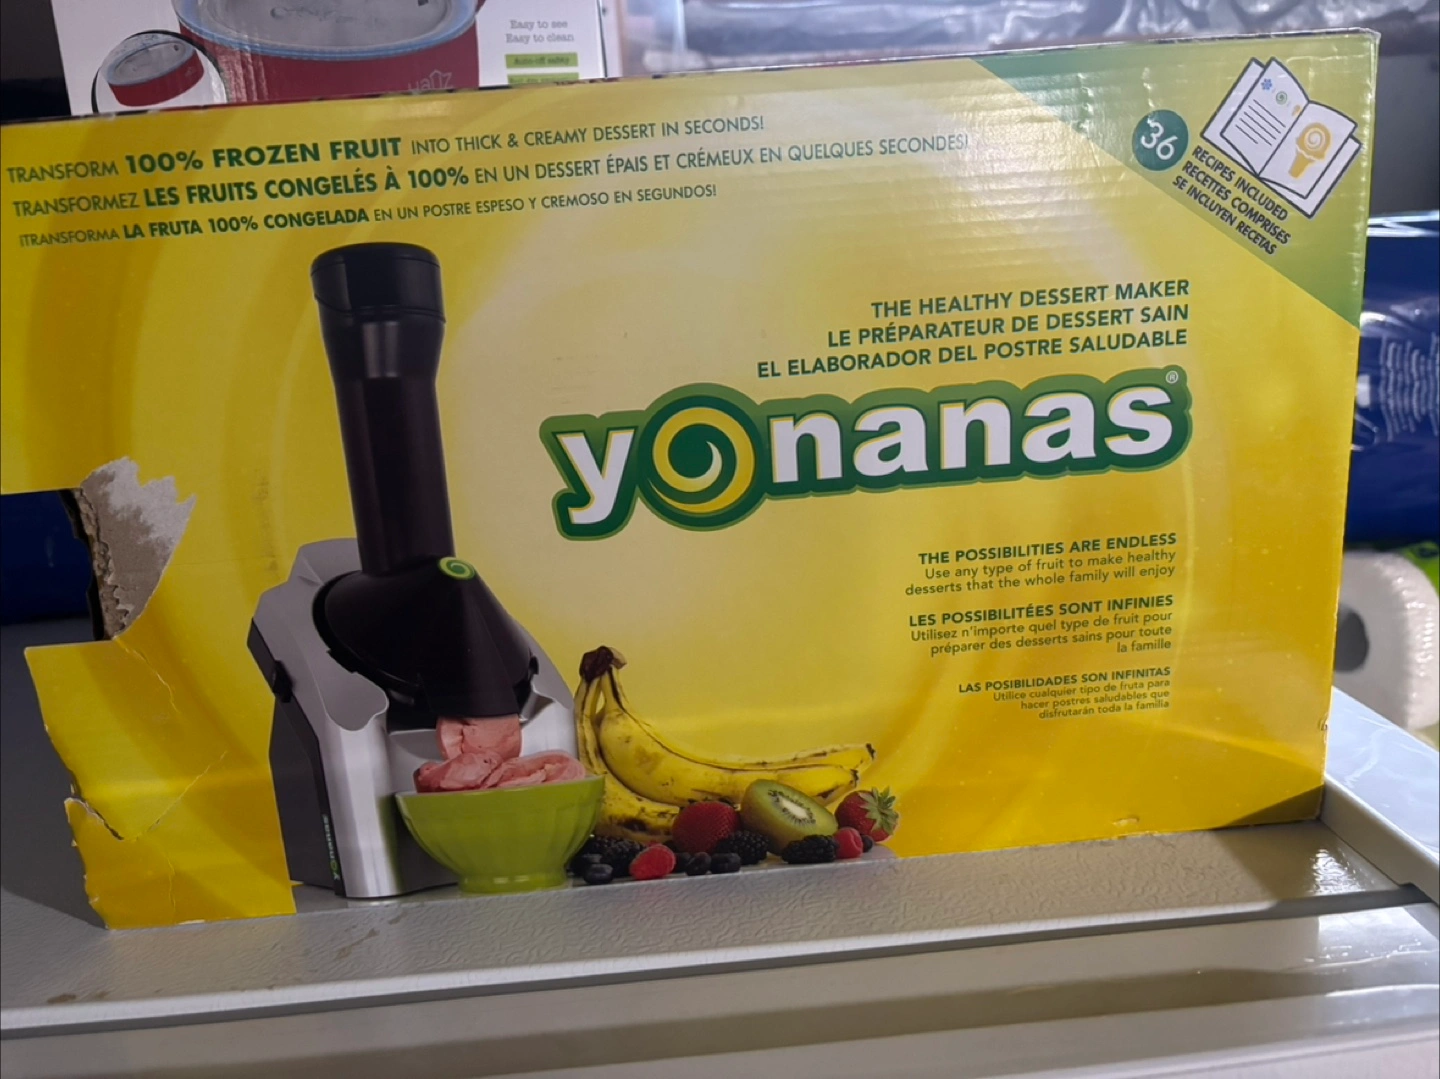 Easy to see
Easy to clean
Auto-off safety
TRANSFORM 100% FROZEN FRUIT INTO THICK & CREAMY DESSERT IN SECONDS!
TRANSFORMEZ LES FRUITS CONGELÉS À 100% EN UN DESSERT ÉPAIS ET CRÉMEUX EN QUELQUES SECONDES!
¡TRANSFORMA LA FRUTA 100% CONGELADA EN UN POSTRE ESPESO Y CREMOSO EN SEGUNDOS!
36
RECIPES INCLUDED
RECETTES COMPRISES
SE INCLUYEN RECETAS
THE HEALTHY DESSERT MAKER
LE PRÉPARATEUR DE DESSERT SAIN
EL ELABORADOR DEL POSTRE SALUDABLE
yonanas®
THE POSSIBILITIES ARE ENDLESS
Use any type of fruit to make healthy
desserts that the whole family will enjoy
LES POSSIBILITÉES SONT INFINIES
Utilisez n'importe quel type de fruit pour
préparer des desserts sains pour toute
la famille
LAS POSIBILIDADES SON INFINITAS
Utilice cualquier tipo de fruta para
hacer postres saludables que
disfrutarán toda la familia
yonanas